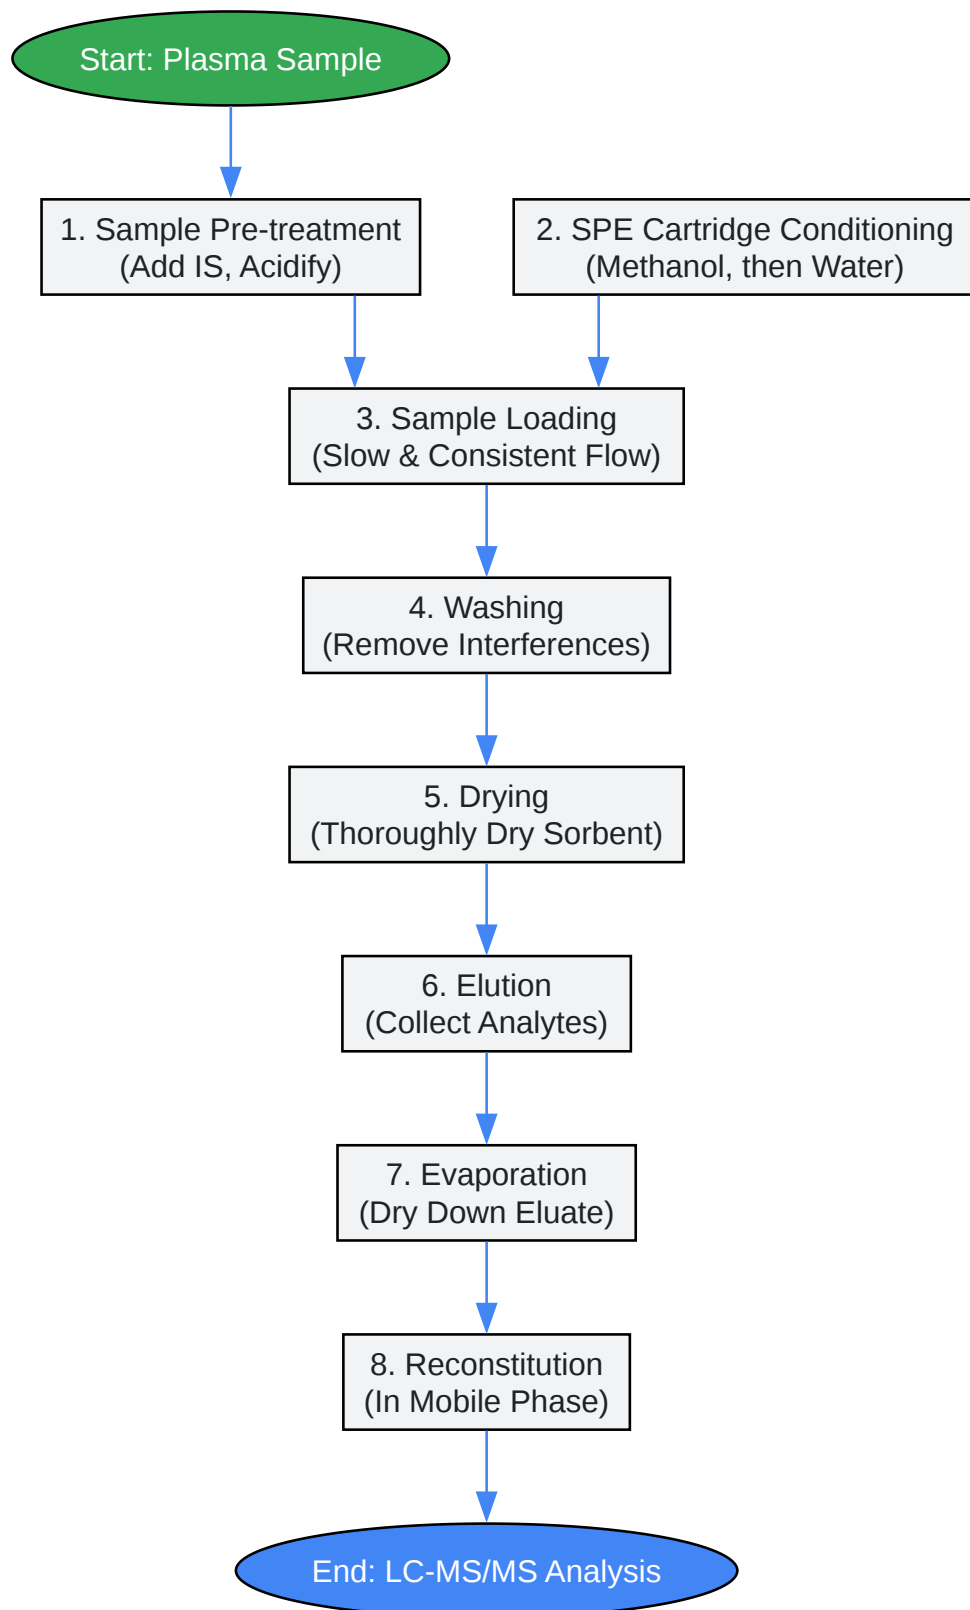 Start: Plasma Sample
1. Sample Pre-treatment
(Add IS, Acidify)
2. SPE Cartridge Conditioning
(Methanol, then Water)
3. Sample Loading
(Slow & Consistent Flow)
4. Washing
(Remove Interferences)
5. Drying
(Thoroughly Dry Sorbent)
6. Elution
(Collect Analytes)
7. Evaporation
(Dry Down Eluate)
8. Reconstitution
(In Mobile Phase)
End: LC-MS/MS Analysis